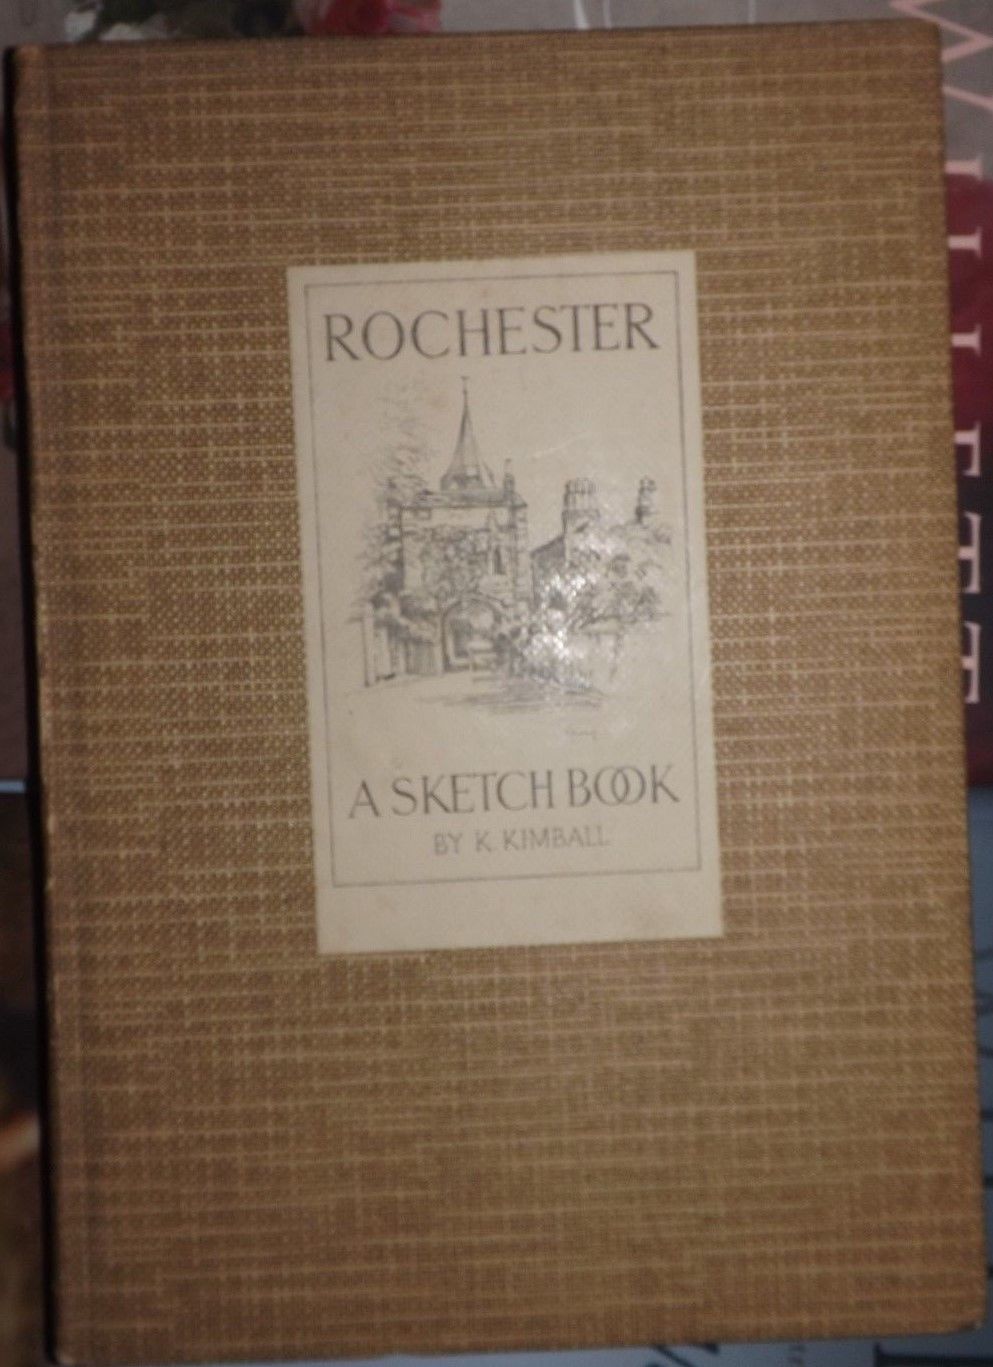 ROCHESTER
A SKETCH BOOK
BY K. KIMBALL